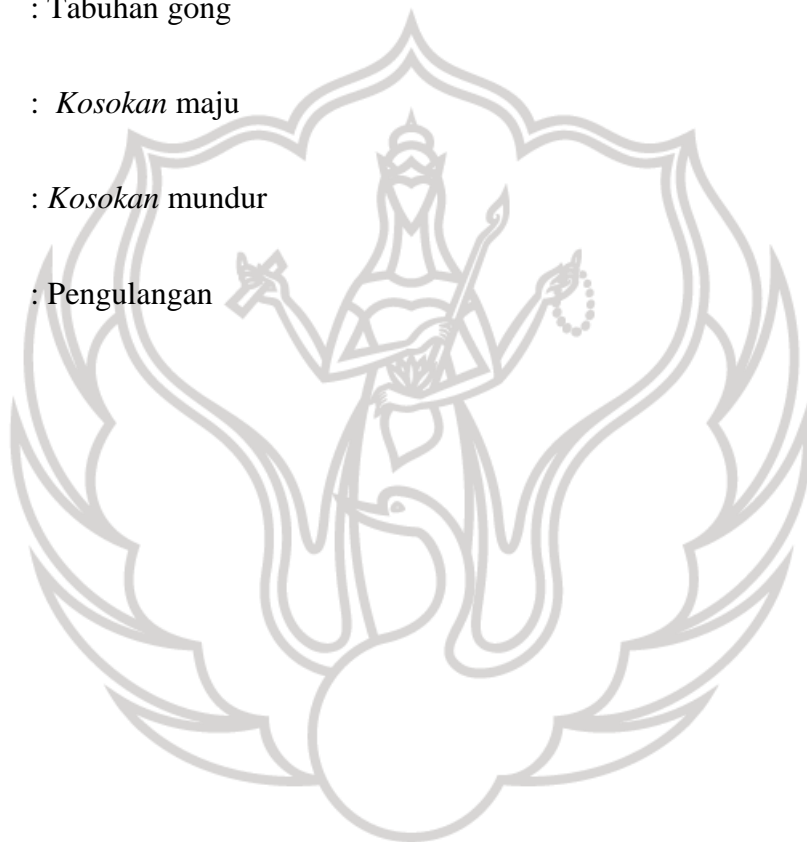 : Tabuhan gong
: Kosokan maju
: Kosokan mundur
: Pengulangan